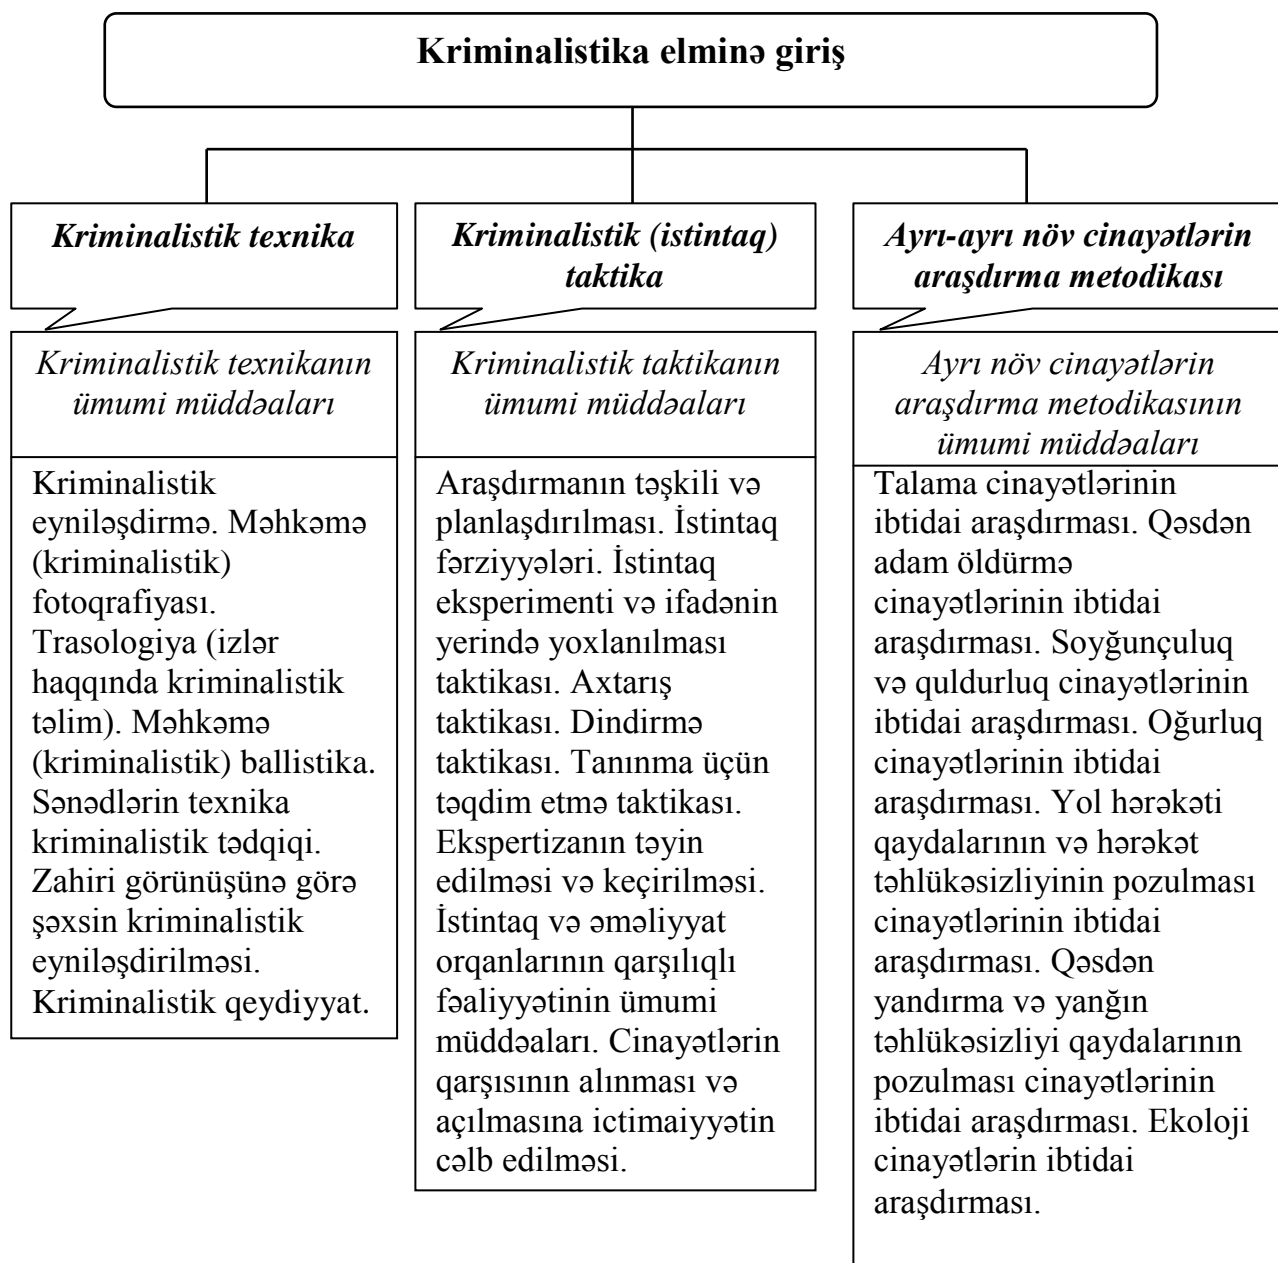 Kriminalistika elminə giriş
Kriminalistik texnika
Kriminalistik texnikanın
ümumi müddəaları
Kriminalistik
eyniləşdirmə. Məhkəmə
(kriminalistik)
fotoqrafiyası.
Trasologiya (izlər
haqqında kriminalistik
təlim). Məhkəmə
(kriminalistik) ballistika.
Sənədlərin texnika
kriminalistik tədqiqi.
Zahiri görünüşünə görə
şəxsin kriminalistik
eyniləşdirilməsi.
Kriminalistik qeydiyyat.
Kriminalistik (istintaq)
taktika
Kriminalistik taktikanın
ümumi müddəaları
Araşdırmanın təşkili və
planlaşdırılması. İstintaq
fərziyyələri. İstintaq
eksperimenti və ifadənin
yerində yoxlanılması
taktikası. Axtarış
taktikası. Dindirmə
taktikası. Tanınma üçün
təqdim etmə taktikası.
Ekspertizanın təyin
edilməsi və keçirilməsi.
İstintaq və əməliyyat
orqanlarının qarşılıqlı
fəaliyyətinin ümumi
müddəaları. Cinayətlərin
qarşısının alınması və
açılmasına ictimaiyyətin
cəlb edilməsi.
Ayrı-ayrı növ cinayətlərin
araşdırma metodikası
Ayrı növ cinayətlərin
araşdırma metodikasının
ümumi müddəaları
Talama cinayətlərinin
ibtidai araşdırması. Qəsdən
adam öldürmə
cinayətlərinin ibtidai
araşdırması. Soyğunçuluq
və quldurluq cinayətlərinin
ibtidai araşdırması. Oğurluq
cinayətlərinin ibtidai
araşdırması. Yol hərəkəti
qaydalarının və hərəkət
təhlükəsizliyinin pozulması
cinayətlərinin ibtidai
araşdırması. Qəsdən
yandırma və yanğın
təhlükəsizliyi qaydalarının
pozulması cinayətlərinin
ibtidai araşdırması. Ekoloji
cinayətlərin ibtidai
araşdırması.